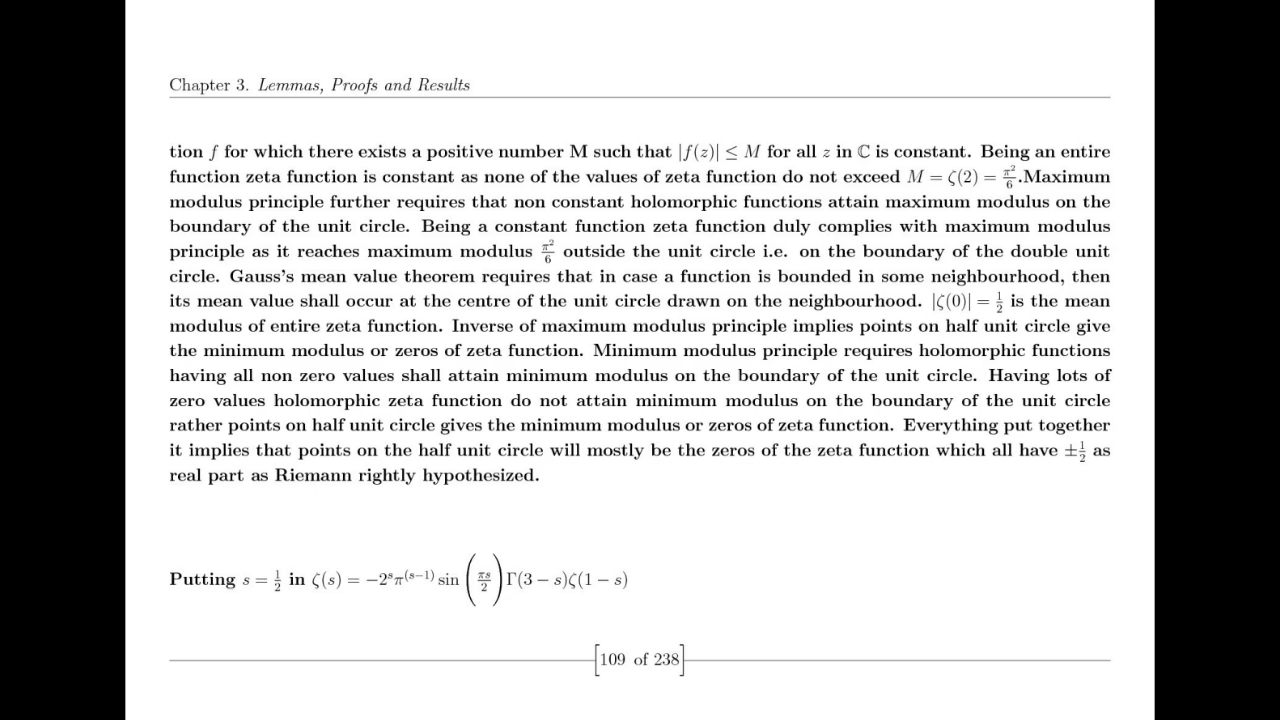 Chapter 3. Lemmas, Proofs and Results
tion f for which there exists a positive number M such that |f(z)| ≤ M for all z in ℂ is constant. Being an entire
function zeta function is constant as none of the values of zeta function do not exceed M = ζ(2) = π²/6.Maximum
modulus principle further requires that non constant holomorphic functions attain maximum modulus on the
boundary of the unit circle. Being a constant function zeta function duly complies with maximum modulus
principle as it reaches maximum modulus π²/6 outside the unit circle i.e. on the boundary of the double unit
circle. Gauss's mean value theorem requires that in case a function is bounded in some neighbourhood, then
its mean value shall occur at the centre of the unit circle drawn on the neighbourhood. |ζ(0)| = 1/2 is the mean
modulus of entire zeta function. Inverse of maximum modulus principle implies points on half unit circle give
the minimum modulus or zeros of zeta function. Minimum modulus principle requires holomorphic functions
having all non zero values shall attain minimum modulus on the boundary of the unit circle. Having lots of
zero values holomorphic zeta function do not attain minimum modulus on the boundary of the unit circle
rather points on half unit circle gives the minimum modulus or zeros of zeta function. Everything put together
it implies that points on the half unit circle will mostly be the zeros of the zeta function which all have ±1/2 as
real part as Riemann rightly hypothesized.
Putting s = 1/2 in ζ(s) = −2^s π^(s−1) sin(πs/2)Γ(3 − s)ζ(1 − s)
[109 of 238]